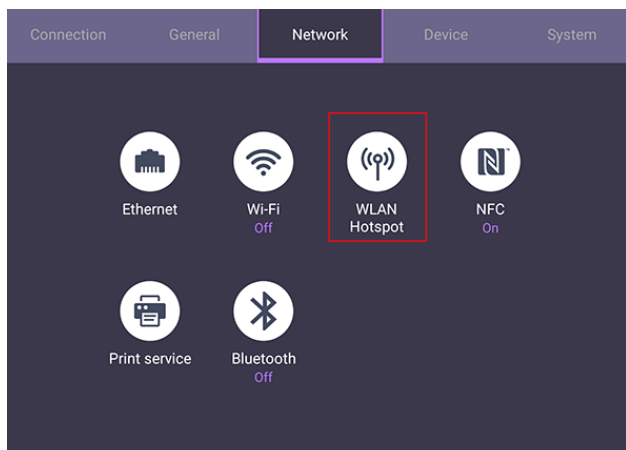 Connection General Network Device System
Ethernet Wi-Fi WLAN NFC
Off Hotspot On
Print service Bluetooth
Off